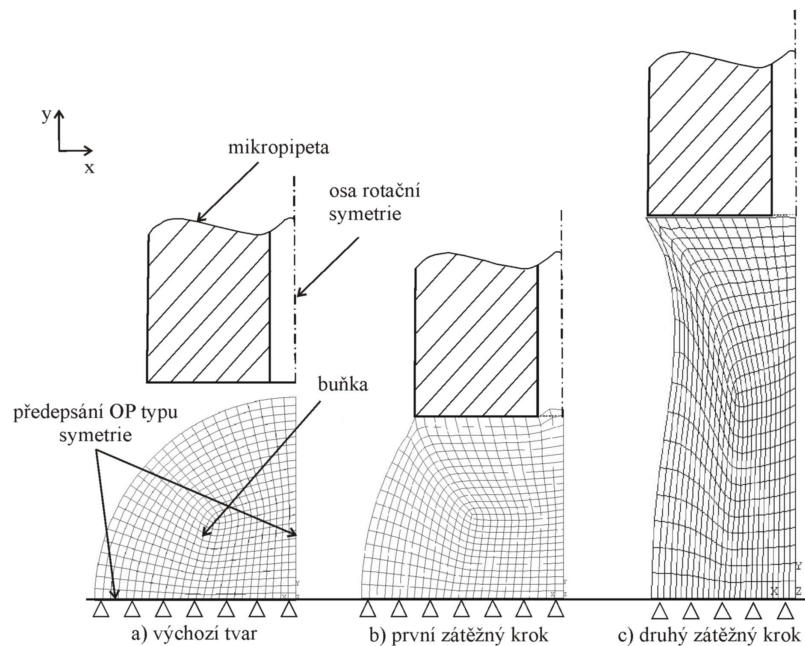 y
x
mikropipeta
osa rotační
symetrie
buňka
předepsání OP typu
symetrie
a) výchozí tvar
b) první zátěžný krok
c) druhý zátěžný krok
X
Y
Z